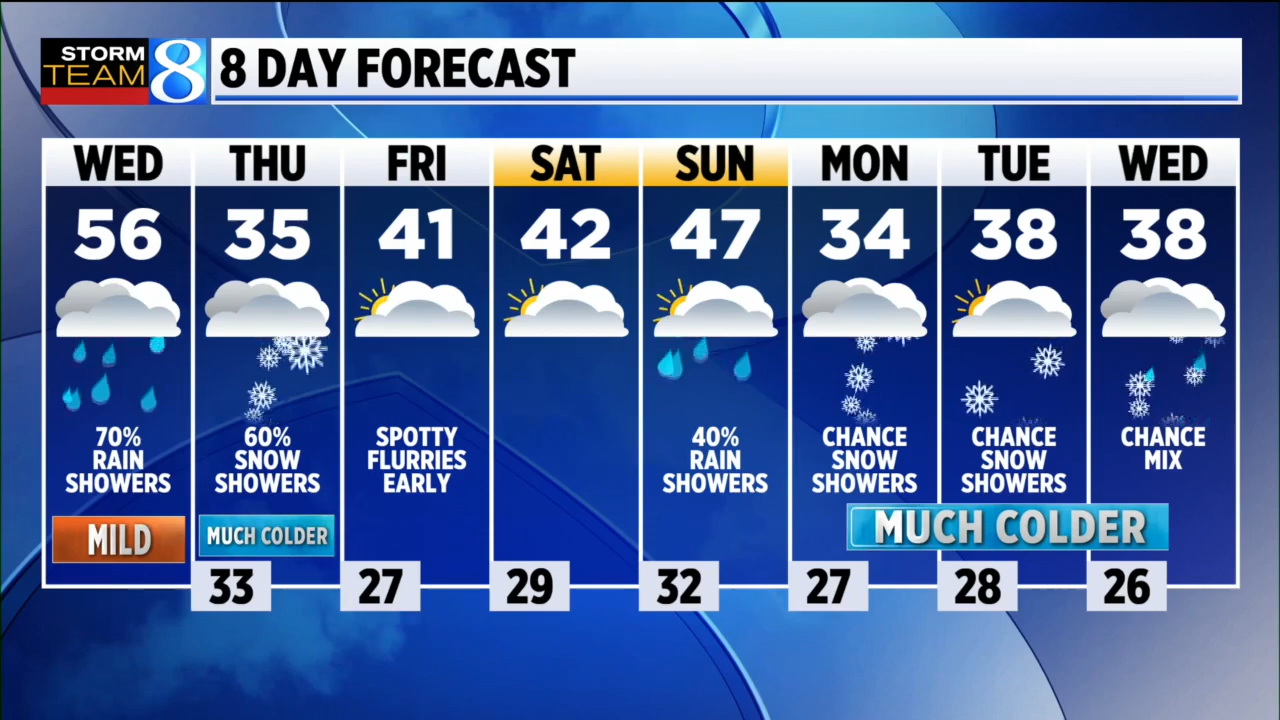 STORM
TEAM
8
8 DAY FORECAST
WED
56
70%
RAIN
SHOWERS
MILD
THU
35
60%
SNOW
SHOWERS
MUCH COLDER
FRI
41
SPOTTY
FLURRIES
EARLY
SAT
42
SUN
47
40%
RAIN
SHOWERS
MON
34
CHANCE
SNOW
SHOWERS
TUE
38
CHANCE
SNOW
SHOWERS
WED
38
CHANCE
MIX
MUCH COLDER
33
27
29
32
27
28
26